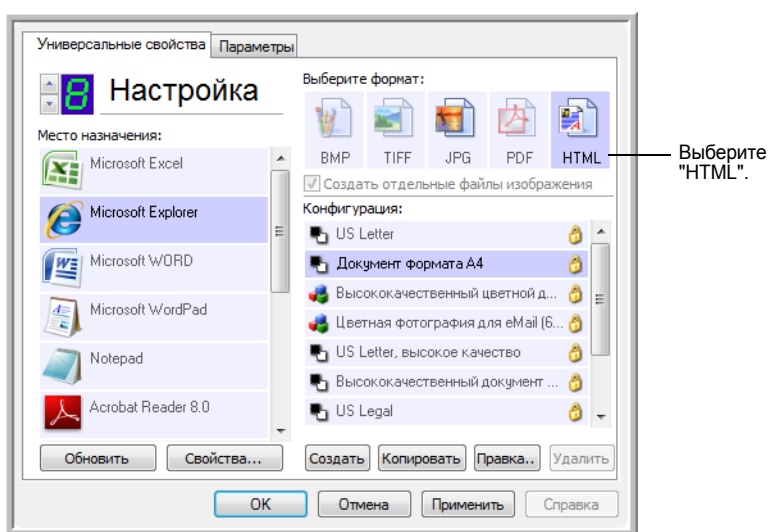 Универсальные свойства
Параметры
8
Настройка
Место назначения:
Microsoft Excel
Microsoft Explorer
Microsoft WORD
Microsoft WordPad
Notepad
Acrobat Reader 8.0
Обновить
Свойства...
Выберите формат:
BMP
TIFF
JPG
PDF
HTML
Создать отдельные файлы изображения
Конфигурация:
US Letter
Документ формата А4
Высококачественный цветной д...
Цветная фотография для eMail (6...
US Letter, высокое качество
Высококачественный документ ...
US Legal
Создать
Копировать
Правка..
Удалить
OK
Отмена
Применить
Справка
Выберите
"HTML".